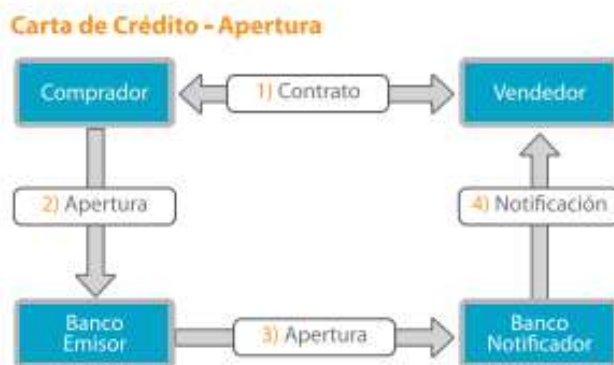 Carta de Crédito - Apertura
Comprador
1) Contrato
Vendedor
2) Apertura
4) Notificación
Banco
Emisor
3) Apertura
Banco
Notificador